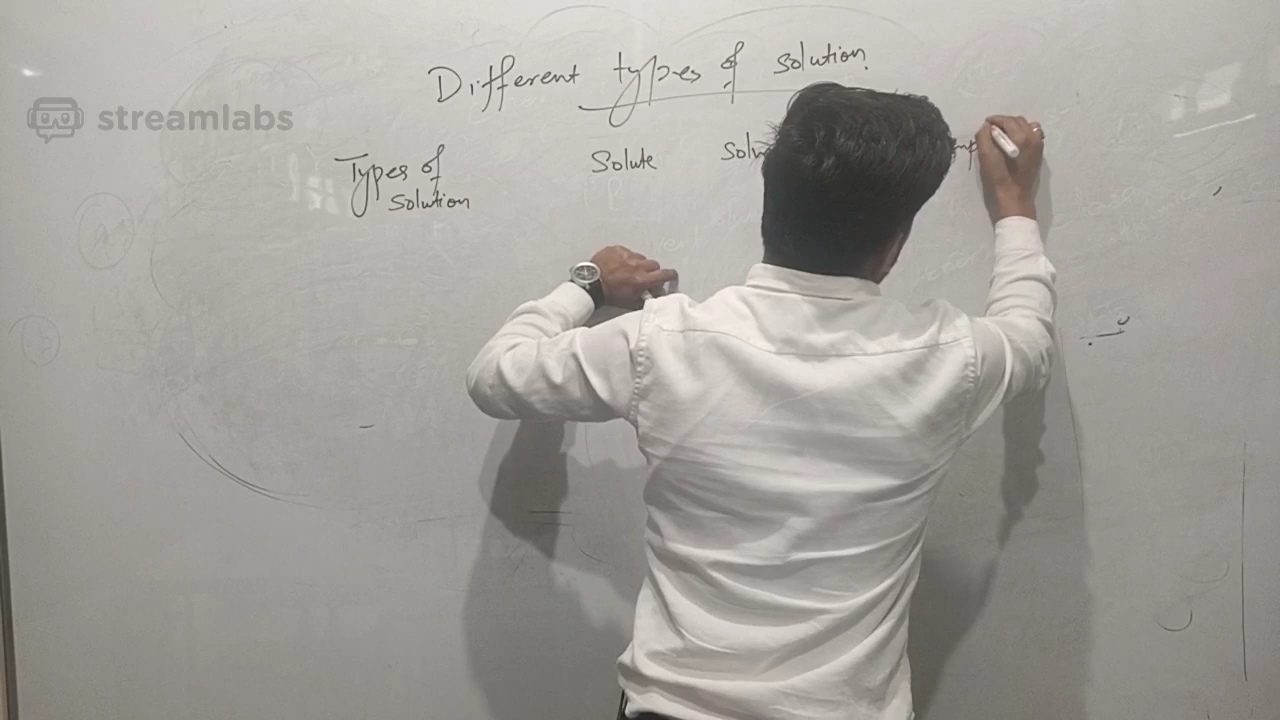 Different types of solution.
streamlabs
Types of Solute
Solution